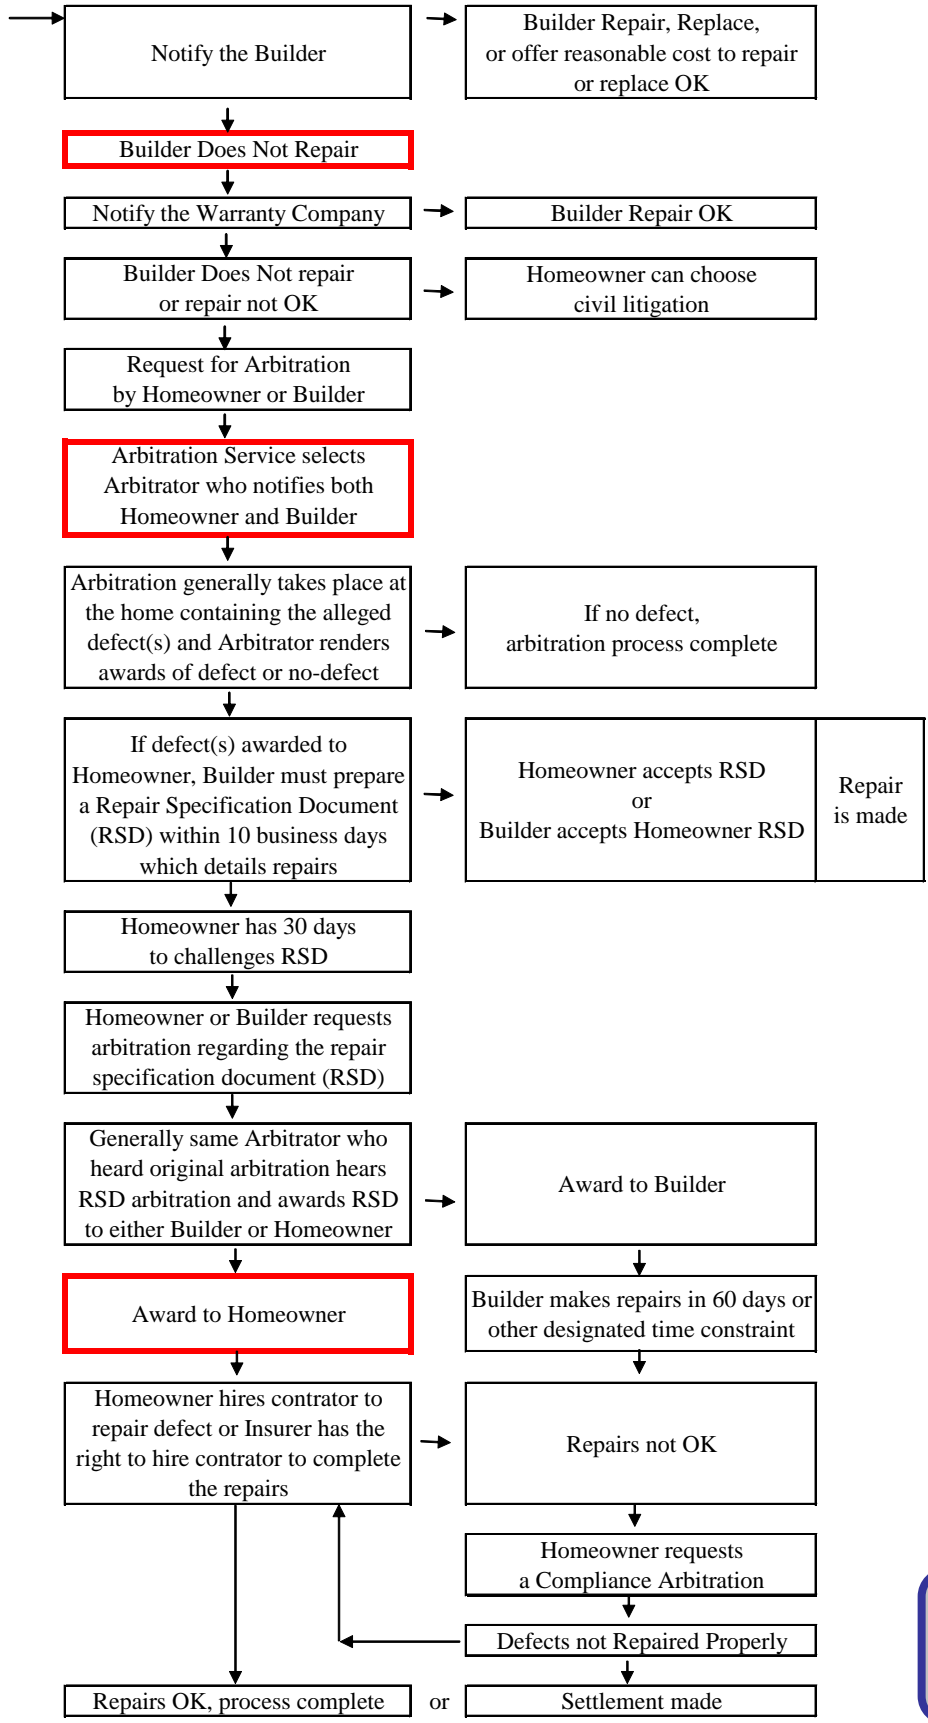 Notify the Builder
Builder Repair, Replace,
or offer reasonable cost to repair
or replace OK
Builder Does Not Repair
Notify the Warranty Company
Builder Repair OK
Builder Does Not repair
or repair not OK
Homeowner can choose
civil litigation
Request for Arbitration
by Homeowner or Builder
Arbitration Service selects
Arbitrator who notifies both
Homeowner and Builder
Arbitration generally takes place at
the home containing the alleged
defect(s) and Arbitrator renders
awards of defect or no-defect
If no defect,
arbitration process complete
If defect(s) awarded to
Homeowner, Builder must prepare
a Repair Specification Document
(RSD) within 10 business days
which details repairs
Homeowner accepts RSD
or
Builder accepts Homeowner RSD
Repair
is made
Homeowner has 30 days
to challenges RSD
Homeowner or Builder requests
arbitration regarding the repair
specification document (RSD)
Generally same Arbitrator who
heard original arbitration hears
RSD arbitration and awards RSD
to either Builder or Homeowner
Award to Builder
Award to Homeowner
Builder makes repairs in 60 days or
other designated time constraint
Homeowner hires contrator to
repair defect or Insurer has the
right to hire contrator to complete
the repairs
Repairs not OK
Homeowner requests
a Compliance Arbitration
Defects not Repaired Properly
Repairs OK, process complete
or
Settlement made